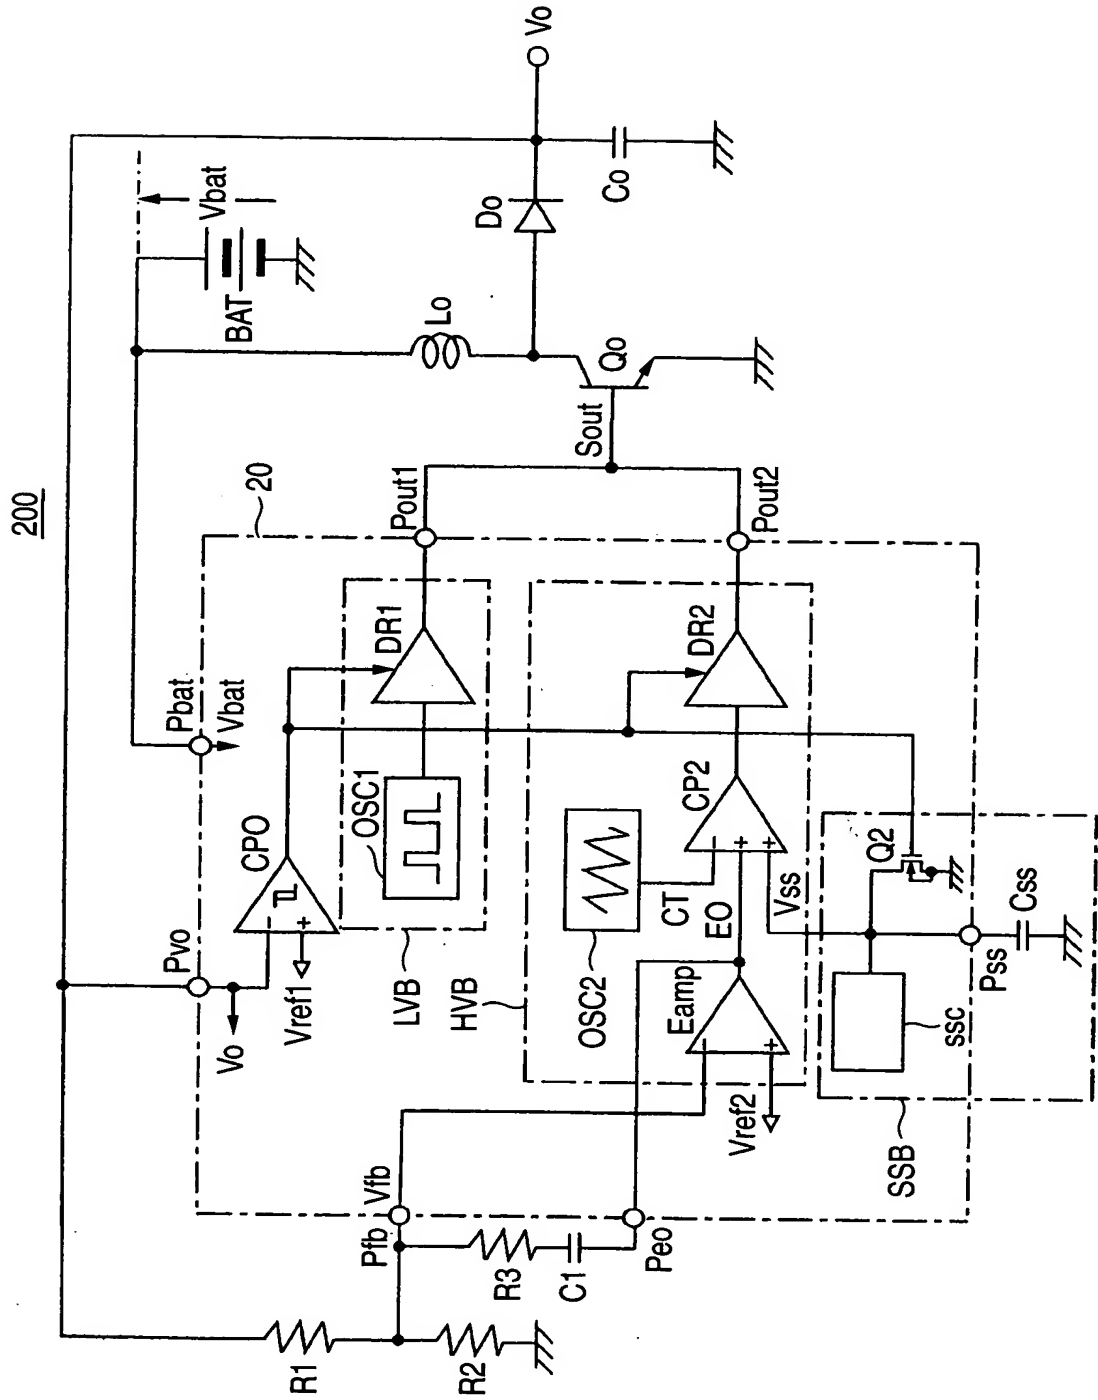 200
Vo
Co
Do
Vbat
BAT
Lo
Qo
Sout
20
Pout1
Pout2
Pbat
Vbat
DR1
DR2
OSC1
CPO
CP2
Q2
Pvo
Vo
Vref1
LVB
HVB
OSC2
CT
EO
Vss
Css
Pss
Eamp
ssc
Vref2
SSB
Vfb
Pfb
Peo
R3
C1
R1
R2